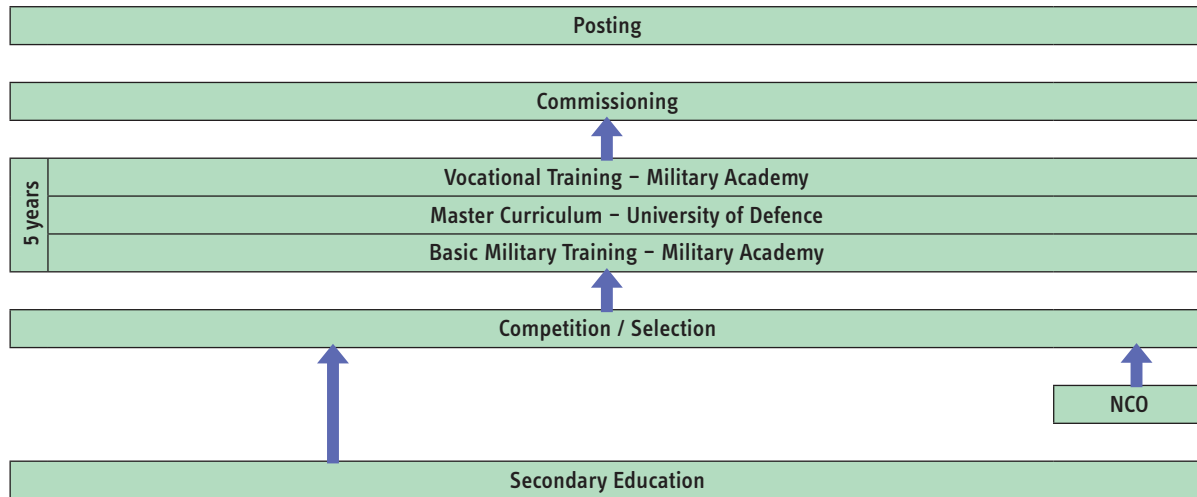 Posting
Commissioning
5 years
Vocational Training – Military Academy
Master Curriculum – University of Defence
Basic Military Training – Military Academy
Competition / Selection
NCO
Secondary Education